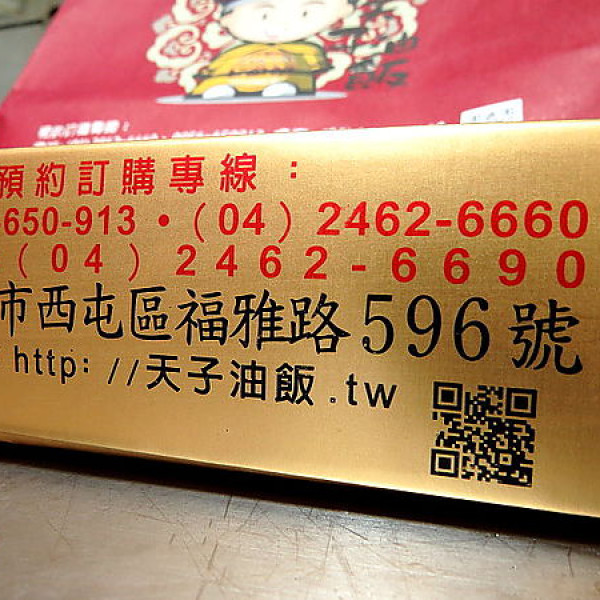 飯
預約訂購專線：
-650-913•(04) 2462-6660
(04) 2462-6690
市西屯區福雅路596號
http: //天子油飯.tw